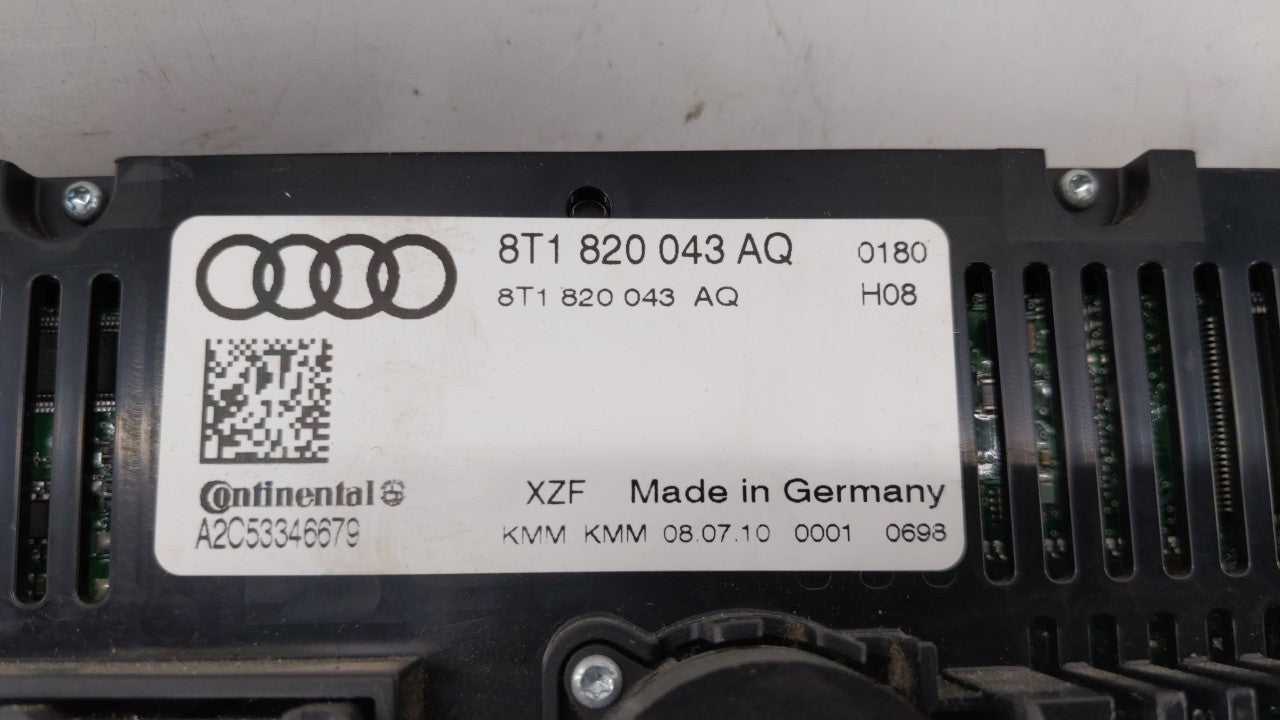 8T1 820 043 AQ 0180
8T1 820 043 AQ H08
Continental
A2C53346679
XZF Made in Germany
KMM KMM 08.07.10 0001 0698